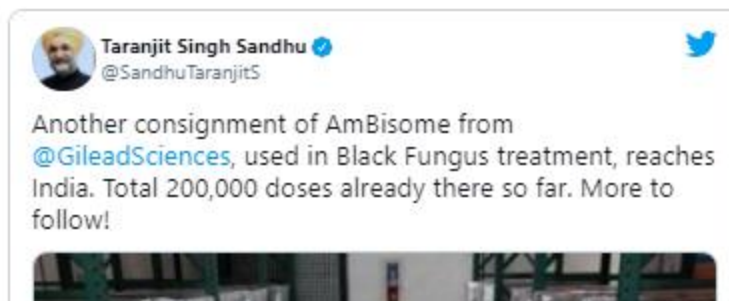 Taranjit Singh Sandhu
@SandhuTaranjitS
Another consignment of AmBisome from
@GileadSciences, used in Black Fungus treatment, reaches
India. Total 200,000 doses already there so far. More to
follow!